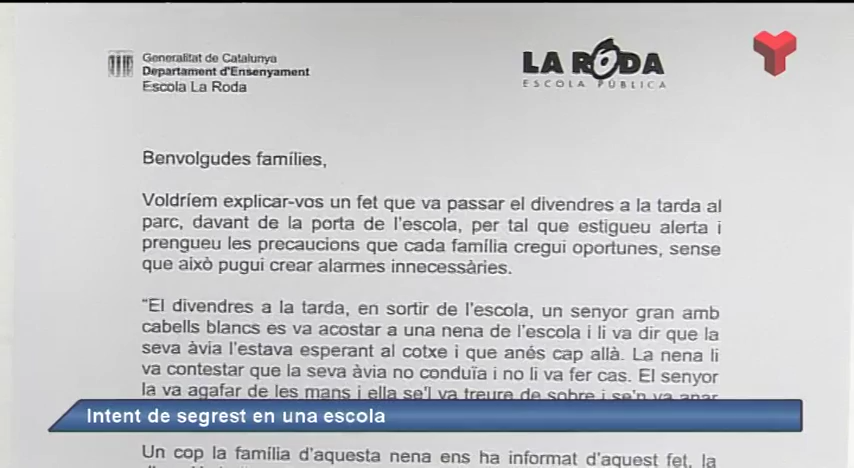 Generalitat de Catalunya
Departament d'Ensenyament
Escola La Roda
LA RODA
ESCOLA PÚBLICA
Benvolgudes famílies,
Voldríem explicar-vos un fet que va passar el divendres a la tarda al
parc, davant de la porta de l'escola, per tal que estigueu alerta i
prengueu les precaucions que cada família cregui oportunes, sense
que això pugui crear alarmes innecessàries.
"El divendres a la tarda, en sortir de l'escola, un senyor gran amb
cabells blancs es va acostar a una nena de l'escola i li va dir que la
seva àvia l'estava esperant al cotxe i que anés cap allà. La nena li
va contestar que la seva àvia no conduïa i no li va fer cas. El senyor
la va agafar de les mans i ella se'l va treure de sobre i se'n va anar
Intent de segrest en una escola
Un cop la família d'aquesta nena ens ha informat d'aquest fet, la